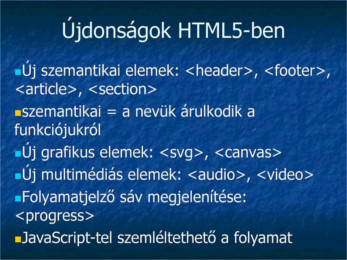 Újdonságok HTML5-ben
Új szemantikai elemek: <header>, <footer>,
<article>, <section>
szemantikai = a nevük árulkodik a
funkciójukról
Új grafikus elemek: <svg>, <canvas>
Új multimédiás elemek: <audio>, <video>
Folyamatjelző sáv megjelenítése:
<progress>
JavaScript-tel szemléltethető a folyamat